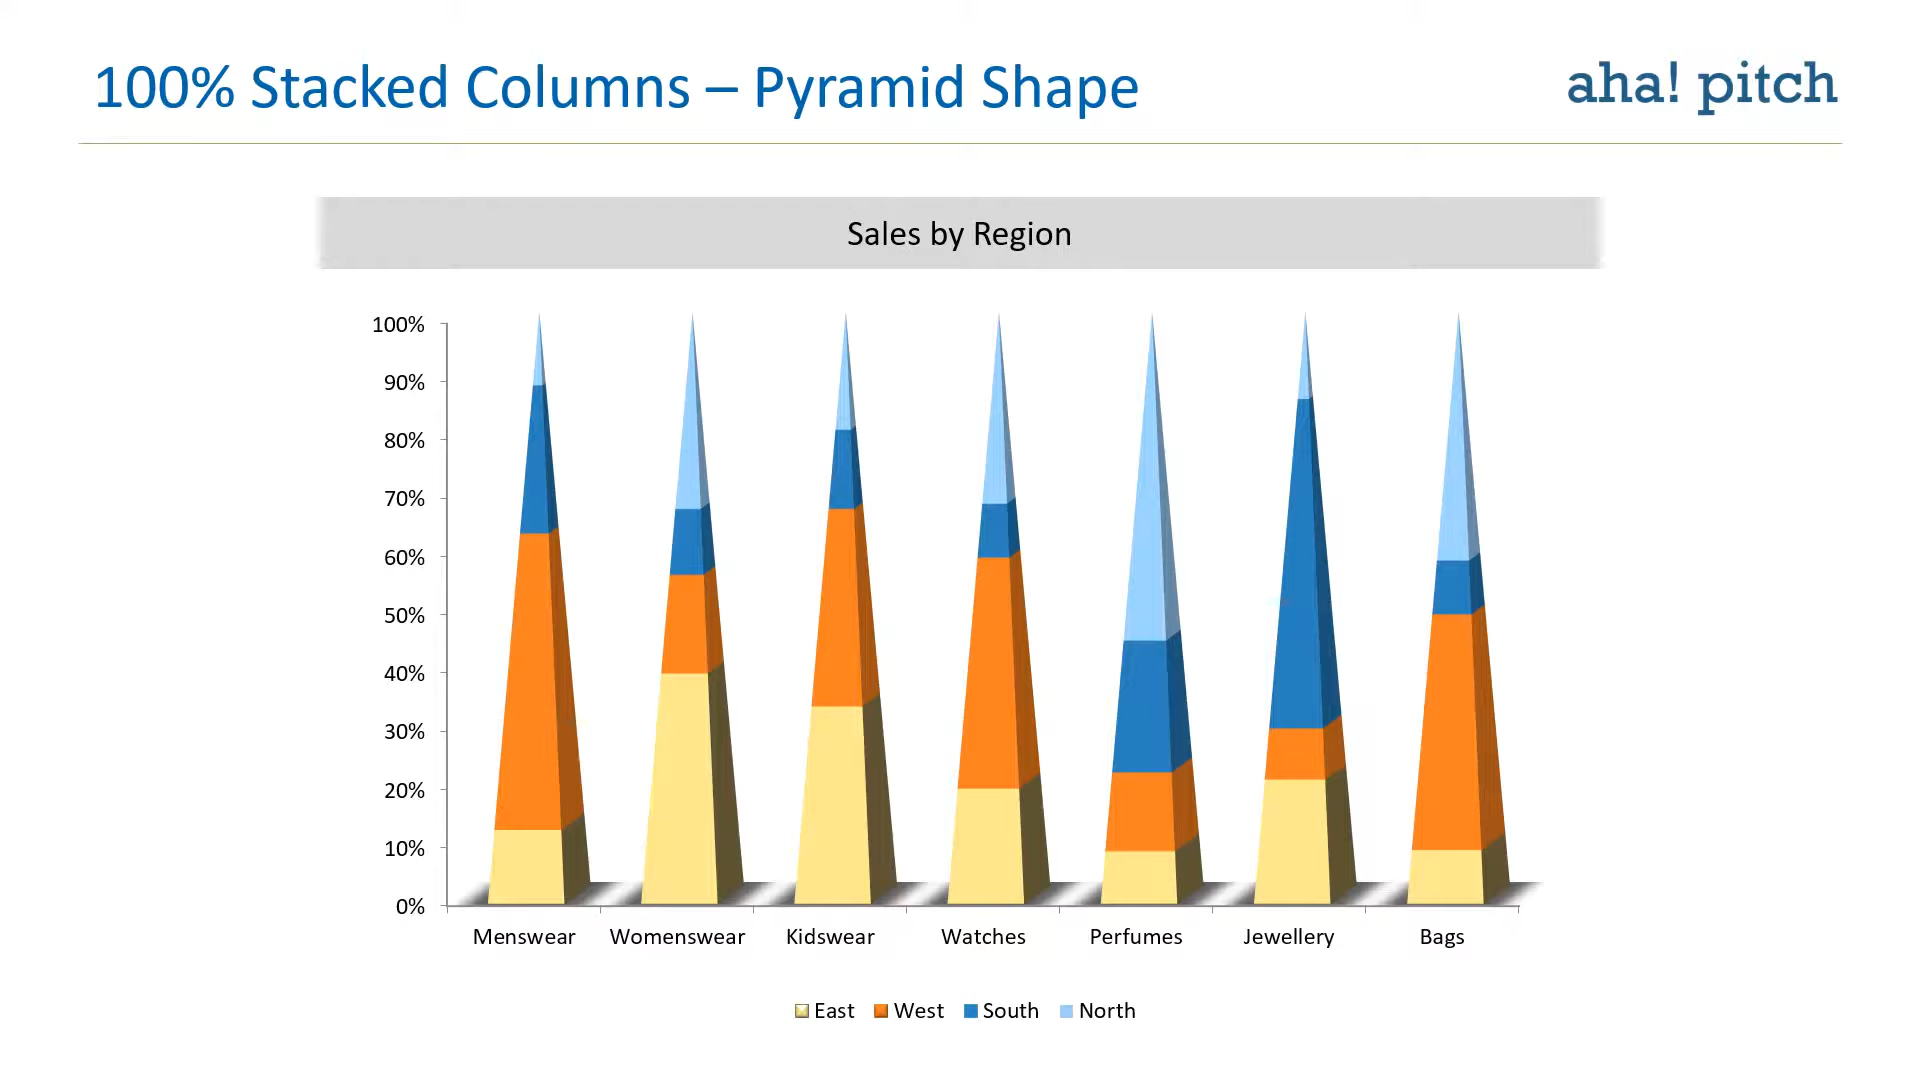 100% Stacked Columns – Pyramid Shape
aha! pitch
Sales by Region
100%
90%
80%
70%
60%
50%
40%
30%
20%
10%
0%
Menswear Womenswear Kidswear Watches Perfumes Jewellery Bags
East West South North